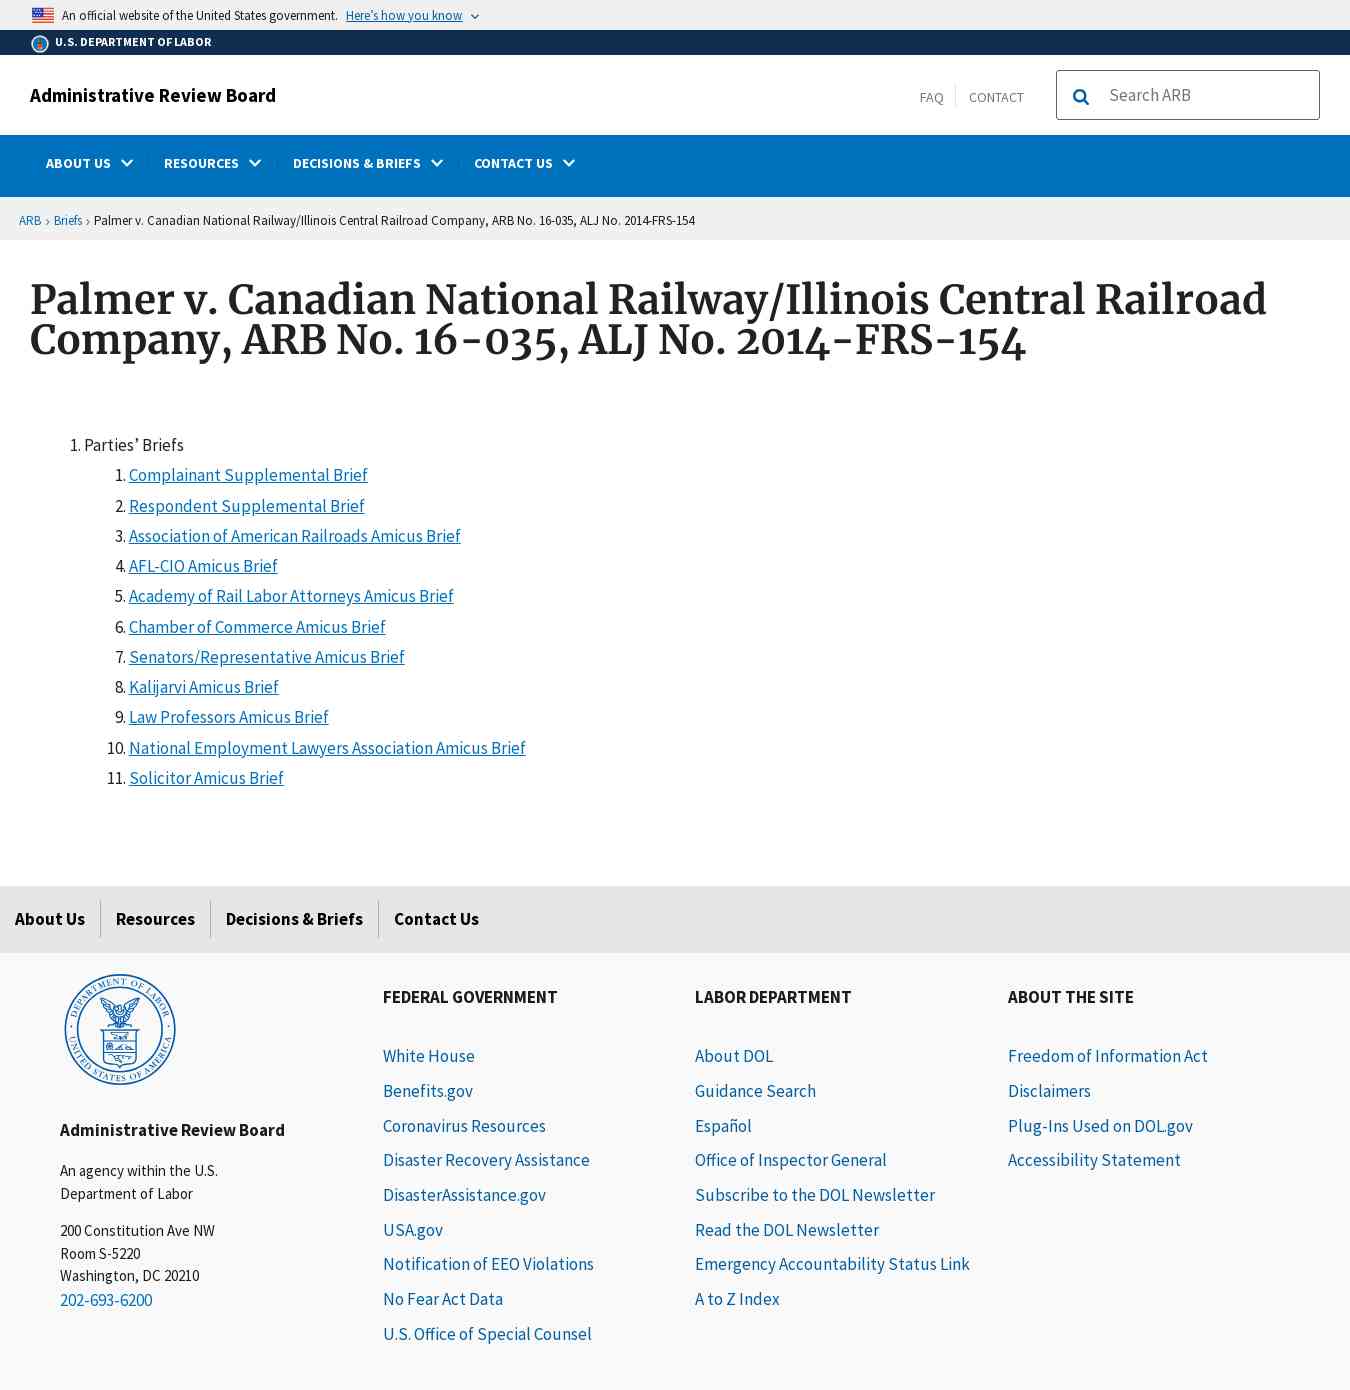 An official website of the United States government. Here’s how you know
U.S. DEPARTMENT OF LABOR
Administrative Review Board
FAQ
CONTACT
Search ARB
ABOUT US
RESOURCES
DECISIONS & BRIEFS
CONTACT US
ARB › Briefs › Palmer v. Canadian National Railway/Illinois Central Railroad Company, ARB No. 16-035, ALJ No. 2014-FRS-154
Palmer v. Canadian National Railway/Illinois Central Railroad
Company, ARB No. 16-035, ALJ No. 2014-FRS-154
1. Parties’ Briefs
1. Complainant Supplemental Brief
2. Respondent Supplemental Brief
3. Association of American Railroads Amicus Brief
4. AFL-CIO Amicus Brief
5. Academy of Rail Labor Attorneys Amicus Brief
6. Chamber of Commerce Amicus Brief
7. Senators/Representative Amicus Brief
8. Kalijarvi Amicus Brief
9. Law Professors Amicus Brief
10. National Employment Lawyers Association Amicus Brief
11. Solicitor Amicus Brief
About Us
Resources
Decisions & Briefs
Contact Us
DEPARTMENT OF LABOR
UNITED STATES OF AMERICA
Administrative Review Board
An agency within the U.S.
Department of Labor
200 Constitution Ave NW
Room S-5220
Washington, DC 20210
202-693-6200
FEDERAL GOVERNMENT
White House
Benefits.gov
Coronavirus Resources
Disaster Recovery Assistance
DisasterAssistance.gov
USA.gov
Notification of EEO Violations
No Fear Act Data
U.S. Office of Special Counsel
LABOR DEPARTMENT
About DOL
Guidance Search
Español
Office of Inspector General
Subscribe to the DOL Newsletter
Read the DOL Newsletter
Emergency Accountability Status Link
A to Z Index
ABOUT THE SITE
Freedom of Information Act
Disclaimers
Plug-Ins Used on DOL.gov
Accessibility Statement